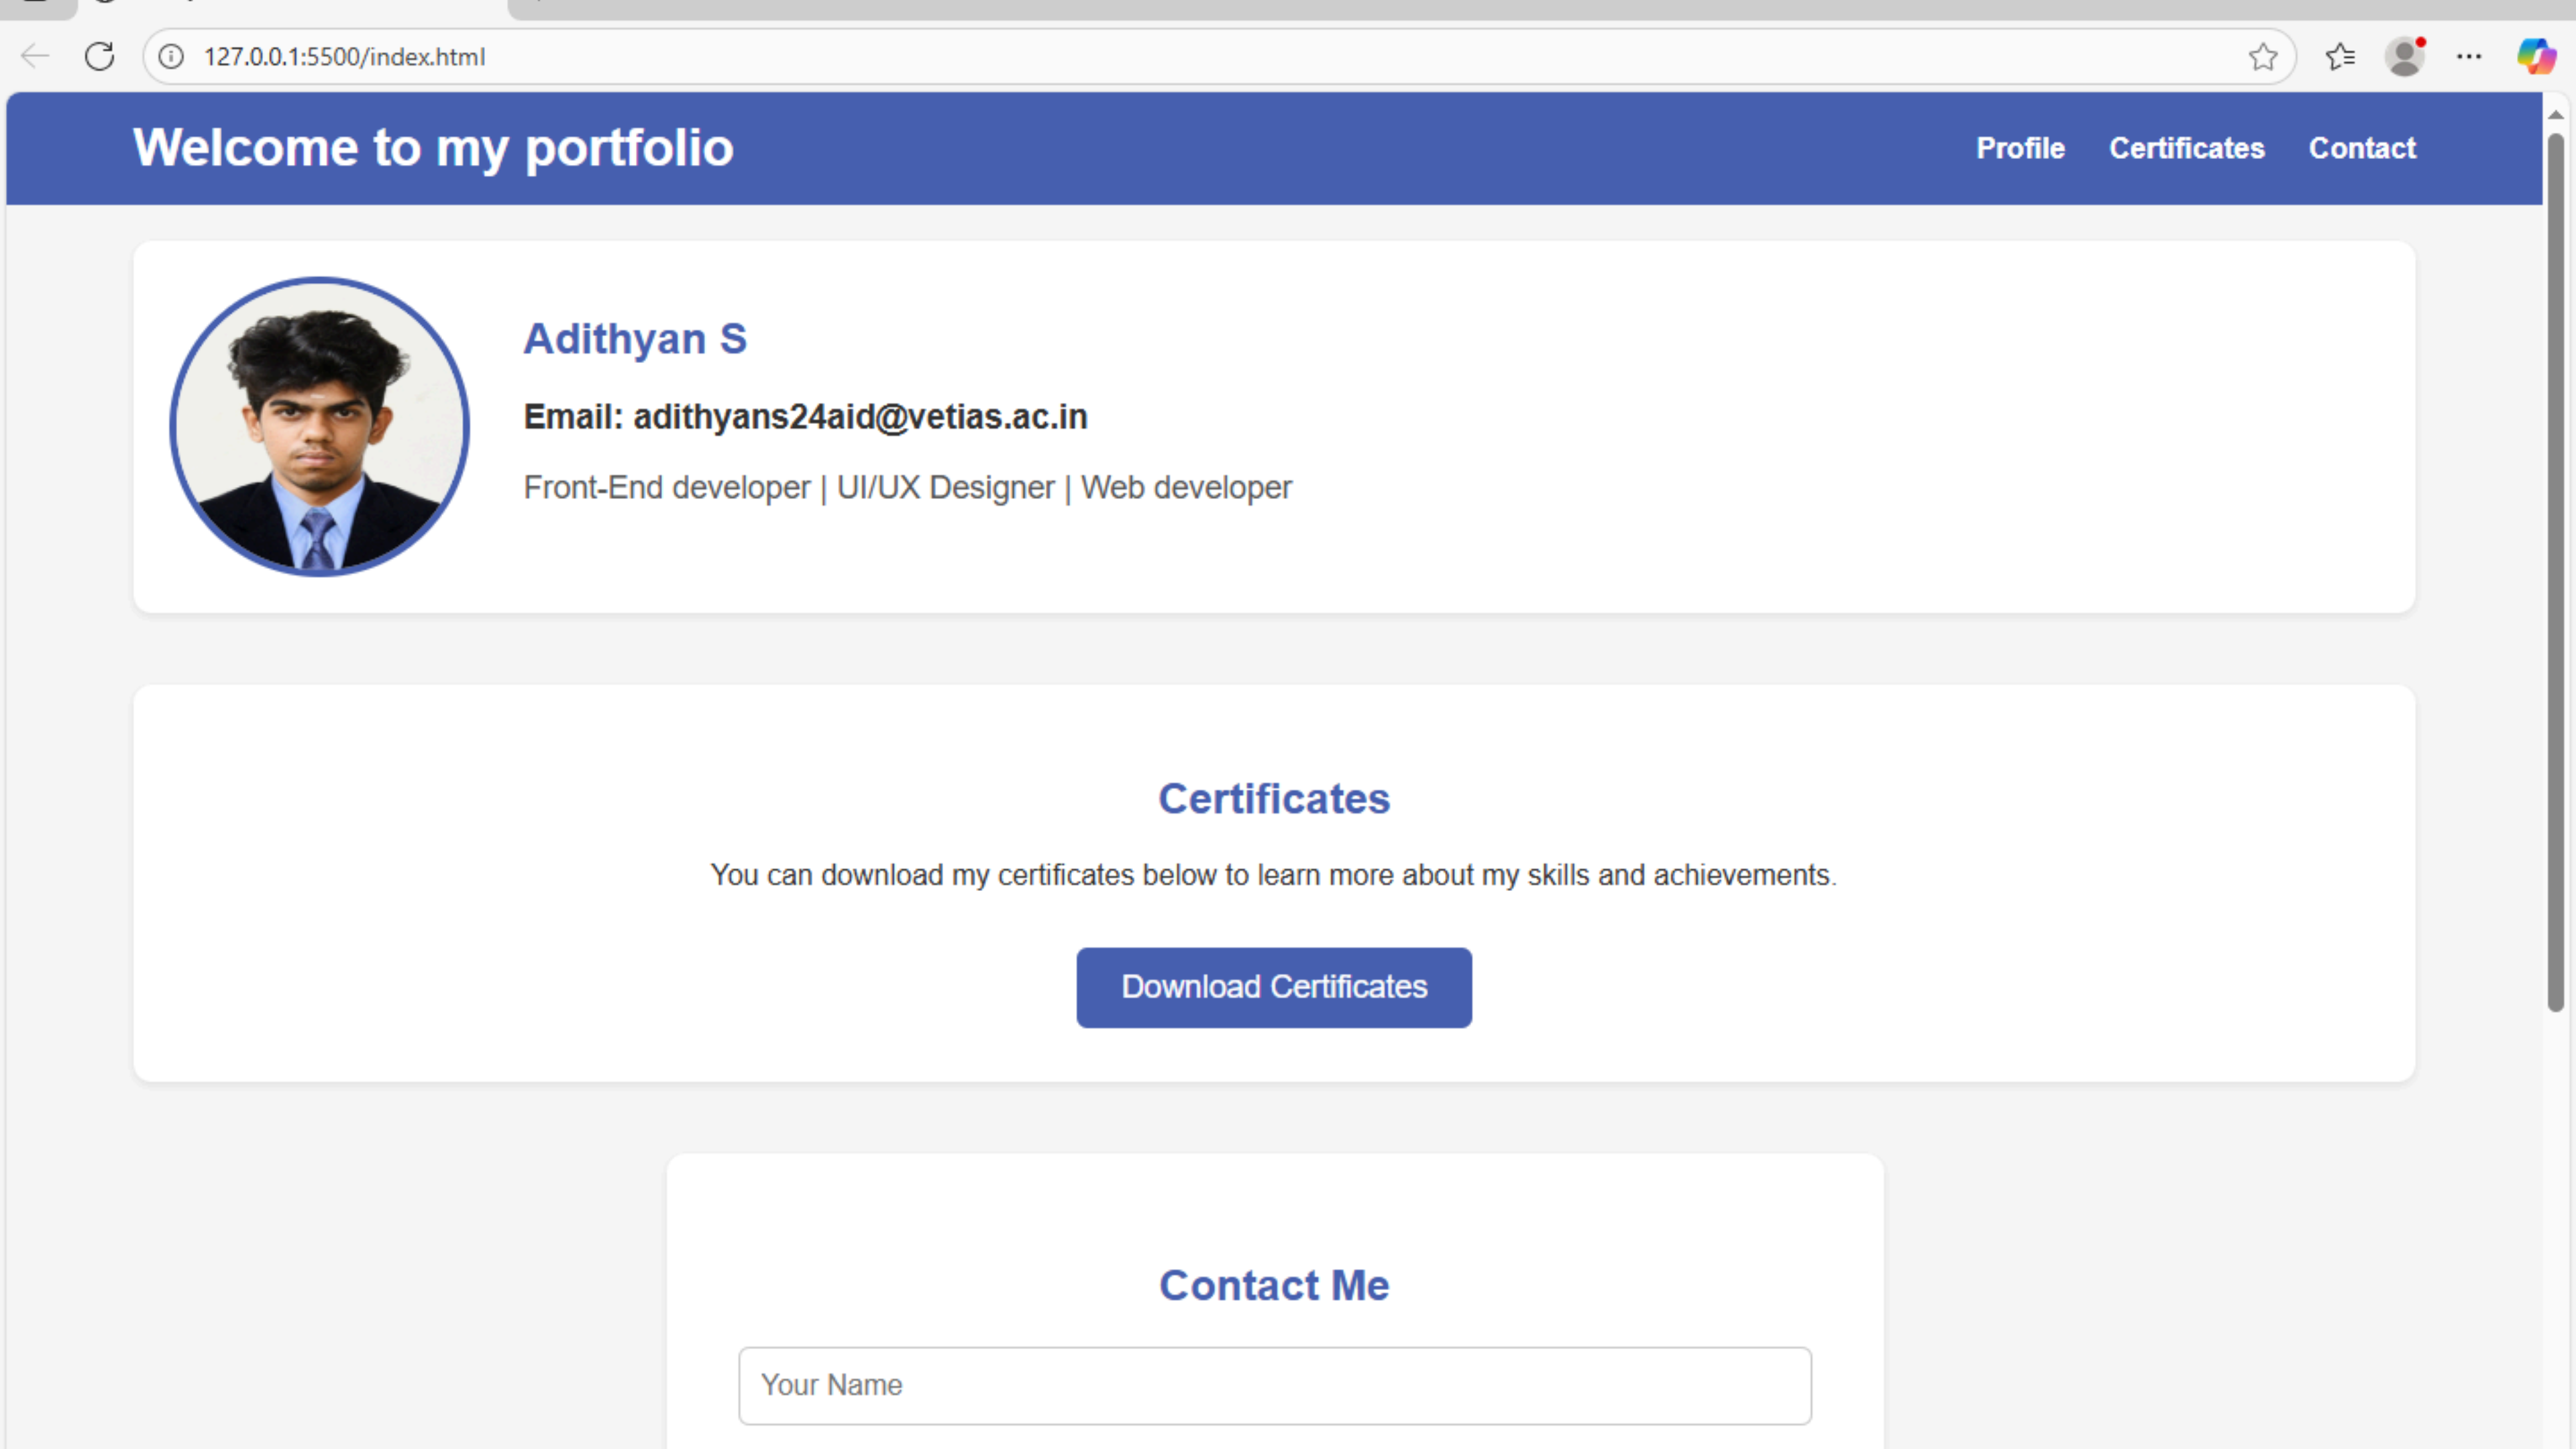 127.0.0.1:5500/index.html
Welcome to my portfolio
Profile Certificates Contact
Adithyan S
Email: adithyans24aid@vetias.ac.in
Front-End developer | UI/UX Designer | Web developer
Certificates
You can download my certificates below to learn more about my skills and achievements.
Download Certificates
Contact Me
Your Name